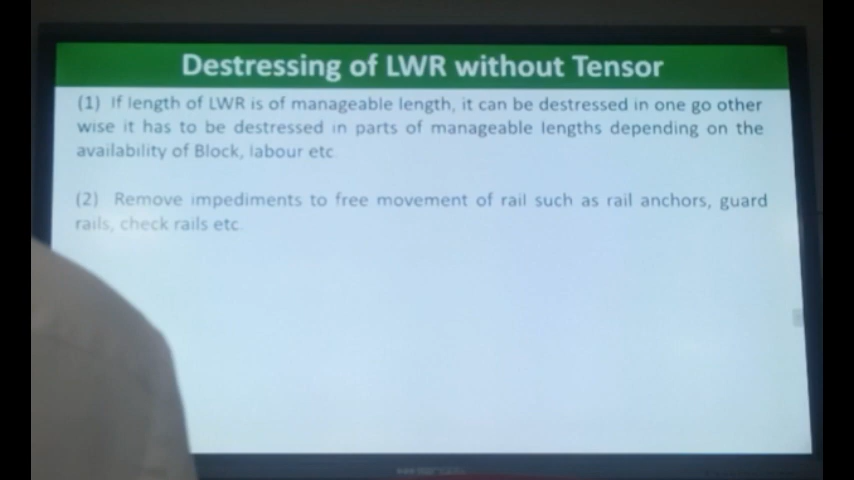 Destressing of LWR without Tensor
(1) If length of LWR is of manageable length, it can be destressed in one go other
wise it has to be destressed in parts of manageable lengths depending on the
availability of Block, labour etc.
(2) Remove impediments to free movement of rail such as rail anchors, guard
rails, check rails etc.